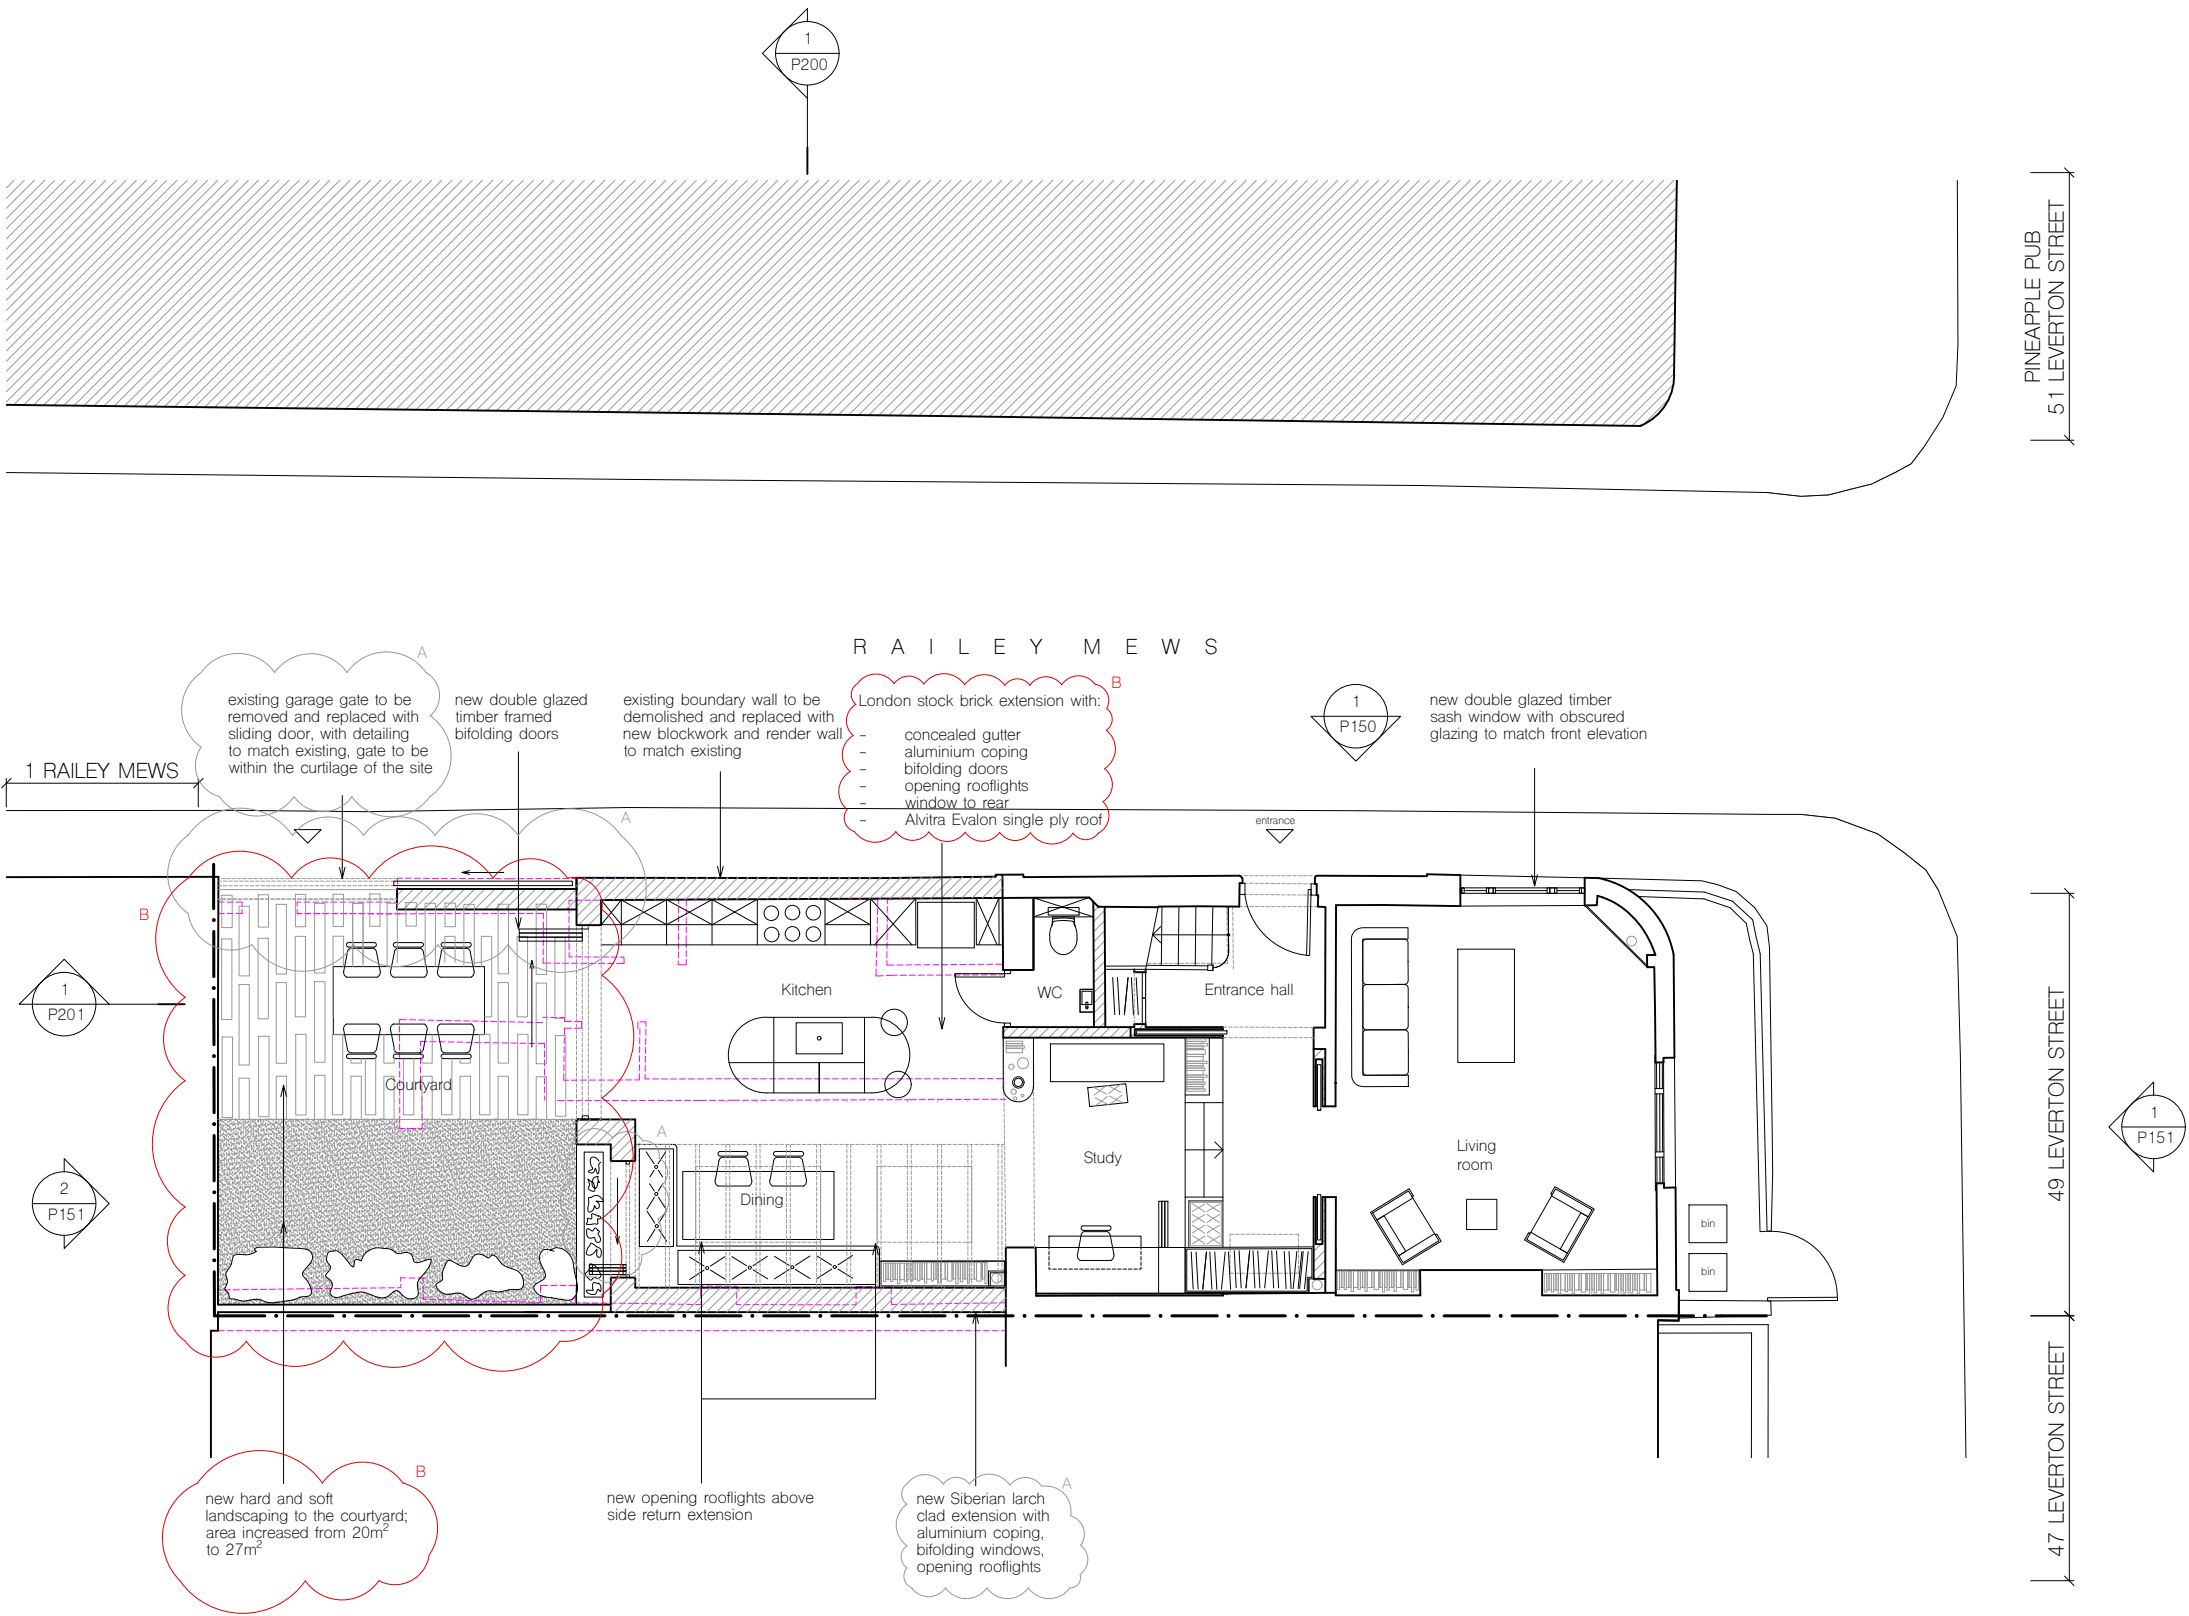 1
P200
PINEAPPLE PUB
51 LEVERTON STREET
RAILEY MEWS
A
existing garage gate to be
removed and replaced with
sliding door, with detailing
to match existing, gate to be
within the curtilage of the site
new double glazed
timber framed
bifolding doors
existing boundary wall to be
demolished and replaced with
new blockwork and render wall
to match existing
B
London stock brick extension with:
- concealed gutter
- aluminium coping
- bifolding doors
- opening rooflights
- window to rear
- Alvitra Evalon single ply roof
1
P150
new double glazed timber
sash window with obscured
glazing to match front elevation
1 RAILEY MEWS
A
entrance
B
1
P201
Kitchen
WC
Entrance hall
Courtyard
49 LEVERTON STREET
1
P151
A
Living
room
Study
Dining
2
P151
bin
bin
47 LEVERTON STREET
B
new hard and soft
landscaping to the courtyard;
area increased from 20m²
to 27m²
new opening rooflights above
side return extension
A
new Siberian larch
clad extension with
aluminium coping,
bifolding windows,
opening rooflights